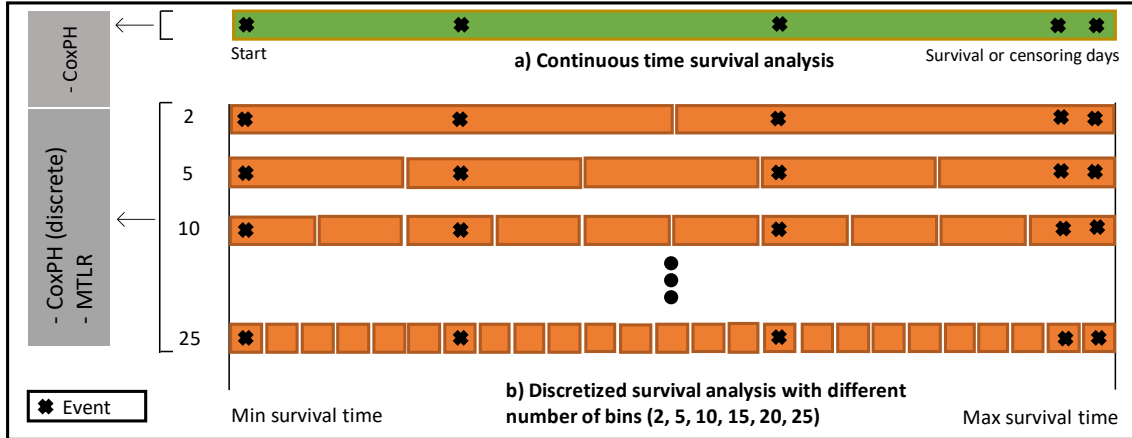 - CoxPH
Start
Survival or censoring days
a) Continuous time survival analysis
- CoxPH (discrete)
- MTLR
2
5
10
25
Event
Min survival time
b) Discretized survival analysis with different
number of bins (2, 5, 10, 15, 20, 25)
Max survival time